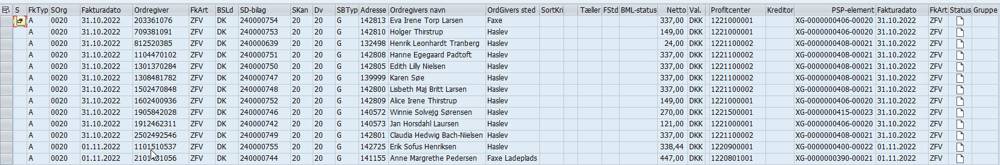 S FkTyp SOrg Fakturadato Ordregiver FkArt BSLd SD-bilag SKan Dv SBTyp Adresse Ordregivers navn OrdGivers sted SortKri Tæller FStd BML-status Netto Val. Profitcenter Kreditor PSP-element Fakturadato FkArt Status Gruppe
A 0020 31.10.2022 203361076 ZFV DK 240000754 20 20 G 142813 Eva Irene Torp Larsen Faxe 337,00 DKK 1221000001 XG-0000000406-00020 31.10.2022 ZFV
A 0020 31.10.2022 709381091 ZFV DK 240000753 20 20 G 142810 Holger Thirstrup Haslev 149,00 DKK 1221000001 XG-0000000406-00020 31.10.2022 ZFV
A 0020 31.10.2022 812520385 ZFV DK 240000639 20 20 G 132498 Henrik Leonhardt Tranberg Haslev 24,00 DKK 1221100002 XG-0000000408-00021 31.10.2022 ZFV
A 0020 31.10.2022 1104470102 ZFV DK 240000751 20 20 G 142808 Hanne Egegaard Padtoft Haslev 337,00 DKK 1221100002 XG-0000000408-00021 31.10.2022 ZFV
A 0020 31.10.2022 1301370284 ZFV DK 240000750 20 20 G 142805 Edith Lilly Nielsen Haslev 337,00 DKK 1221100002 XG-0000000408-00021 31.10.2022 ZFV
A 0020 31.10.2022 1308481782 ZFV DK 240000747 20 20 G 139999 Karen Søe Haslev 337,00 DKK 1221100002 XG-0000000408-00021 31.10.2022 ZFV
A 0020 31.10.2022 1502470848 ZFV DK 240000748 20 20 G 142800 Lisbeth Maj Britt Larsen Haslev 337,00 DKK 1221100002 XG-0000000408-00021 31.10.2022 ZFV
A 0020 31.10.2022 1602400936 ZFV DK 240000752 20 20 G 142809 Alice Irene Thirstrup Haslev 149,00 DKK 1221000001 XG-0000000406-00020 31.10.2022 ZFV
A 0020 31.10.2022 1905842028 ZFV DK 240000746 20 20 G 140572 Winnie Solvejg Sørensen Haslev 270,00 DKK 1221500001 XG-0000000415-00023 31.10.2022 ZFV
A 0020 31.10.2022 1912462311 ZFV DK 240000742 20 20 G 140573 Jan Horsdahl Laursen Haslev 121,00 DKK 1221000001 XG-0000000406-00020 31.10.2022 ZFV
A 0020 31.10.2022 2502492546 ZFV DK 240000749 20 20 G 142801 Claudia Hedwig Bach-Nielsen Haslev 337,00 DKK 1221100002 XG-0000000408-00021 31.10.2022 ZFV
A 0020 01.11.2022 1101510537 ZFV DK 240000755 20 20 G 142725 Erik Sofus Henriksen Haslev 338,44 DKK 1220900001 XG-0000000400-00022 01.11.2022 ZFV
A 0020 01.11.2022 ZFV DK 240000744 20 20 G 141155 Anne Margrethe Pedersen Faxe Ladeplads 447,00 DKK 1220801001 XG-0000000390-00021 01.11.2022 ZFV